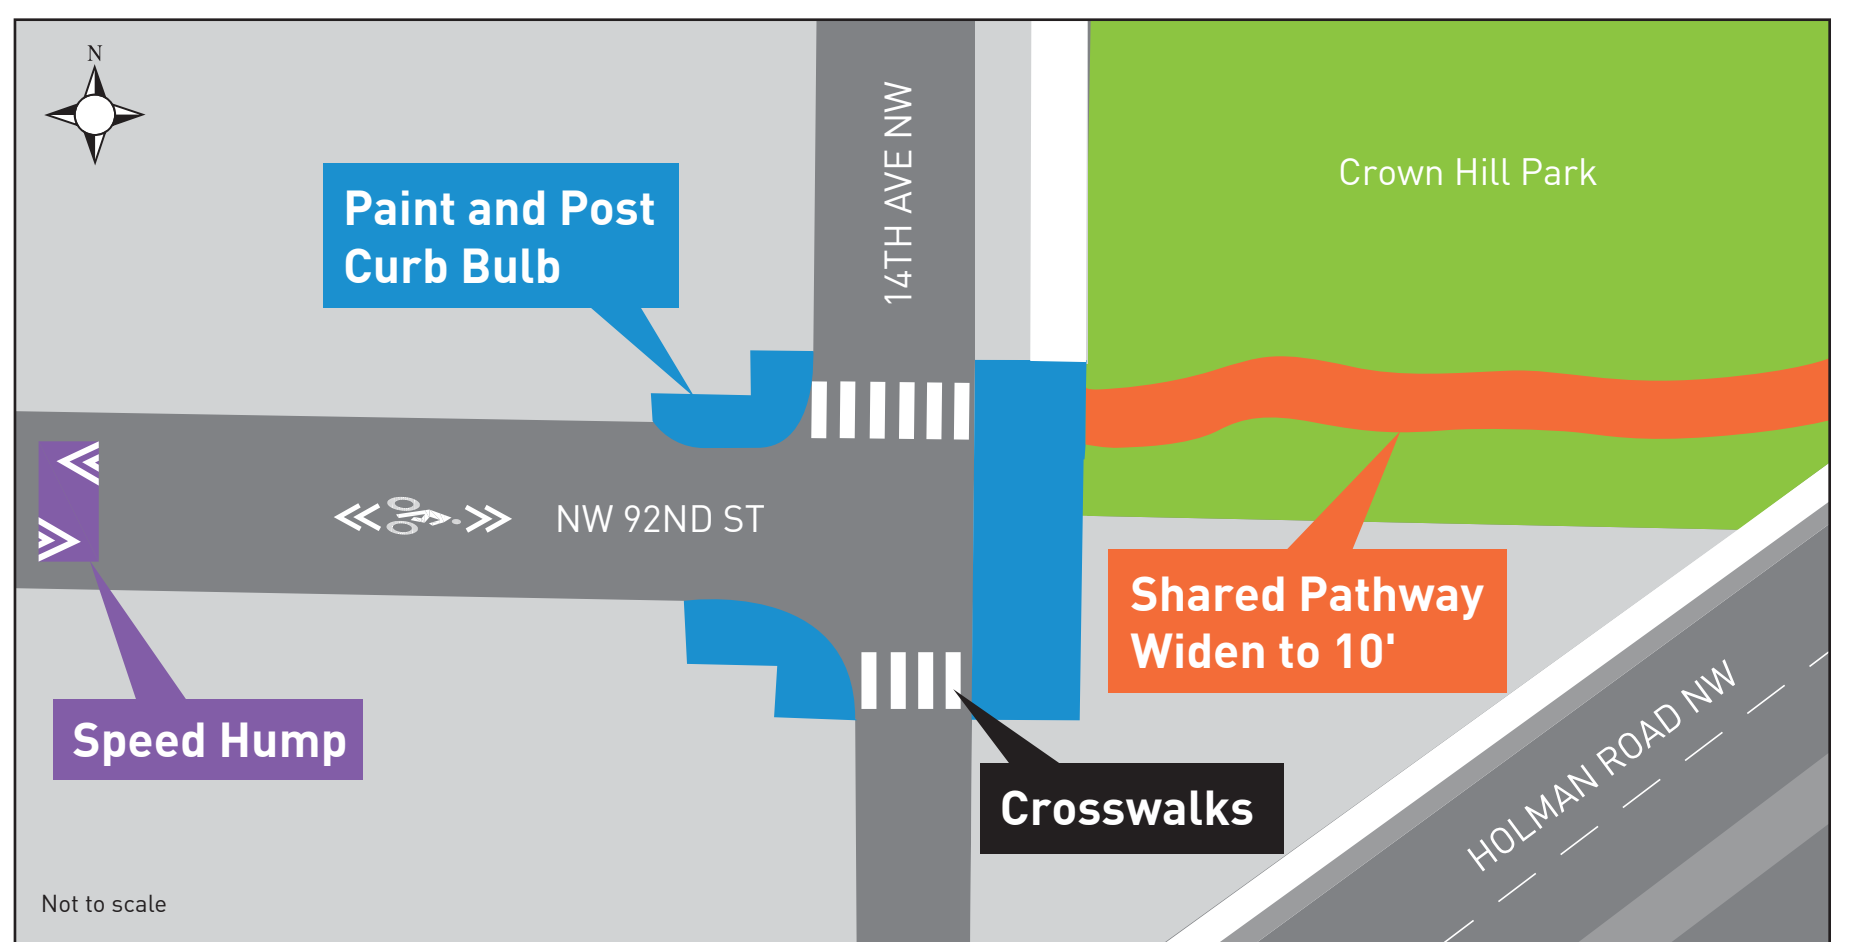 N
14TH AVE NW
Crown Hill Park
Paint and Post
Curb Bulb
NW 92ND ST
Shared Pathway
Widen to 10'
Speed Hump
Crosswalks
HOLMAN ROAD NW
Not to scale